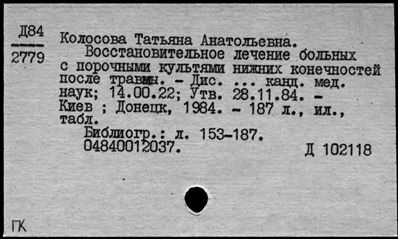 Д84
2779
Колосова Татьяна Анатольевна.
Восстановительное лечение больных
с порочными культями нижних конечностей
после травмы. - Дис. ... канд. мед.
наук; 14.00.22; Утв. 28.11.84. -
Киев : Донецк, 1984. - 187 л., ил.,
табл.
Библиогр.: л. 153-187.
04840012037.
Д 102118
ГК